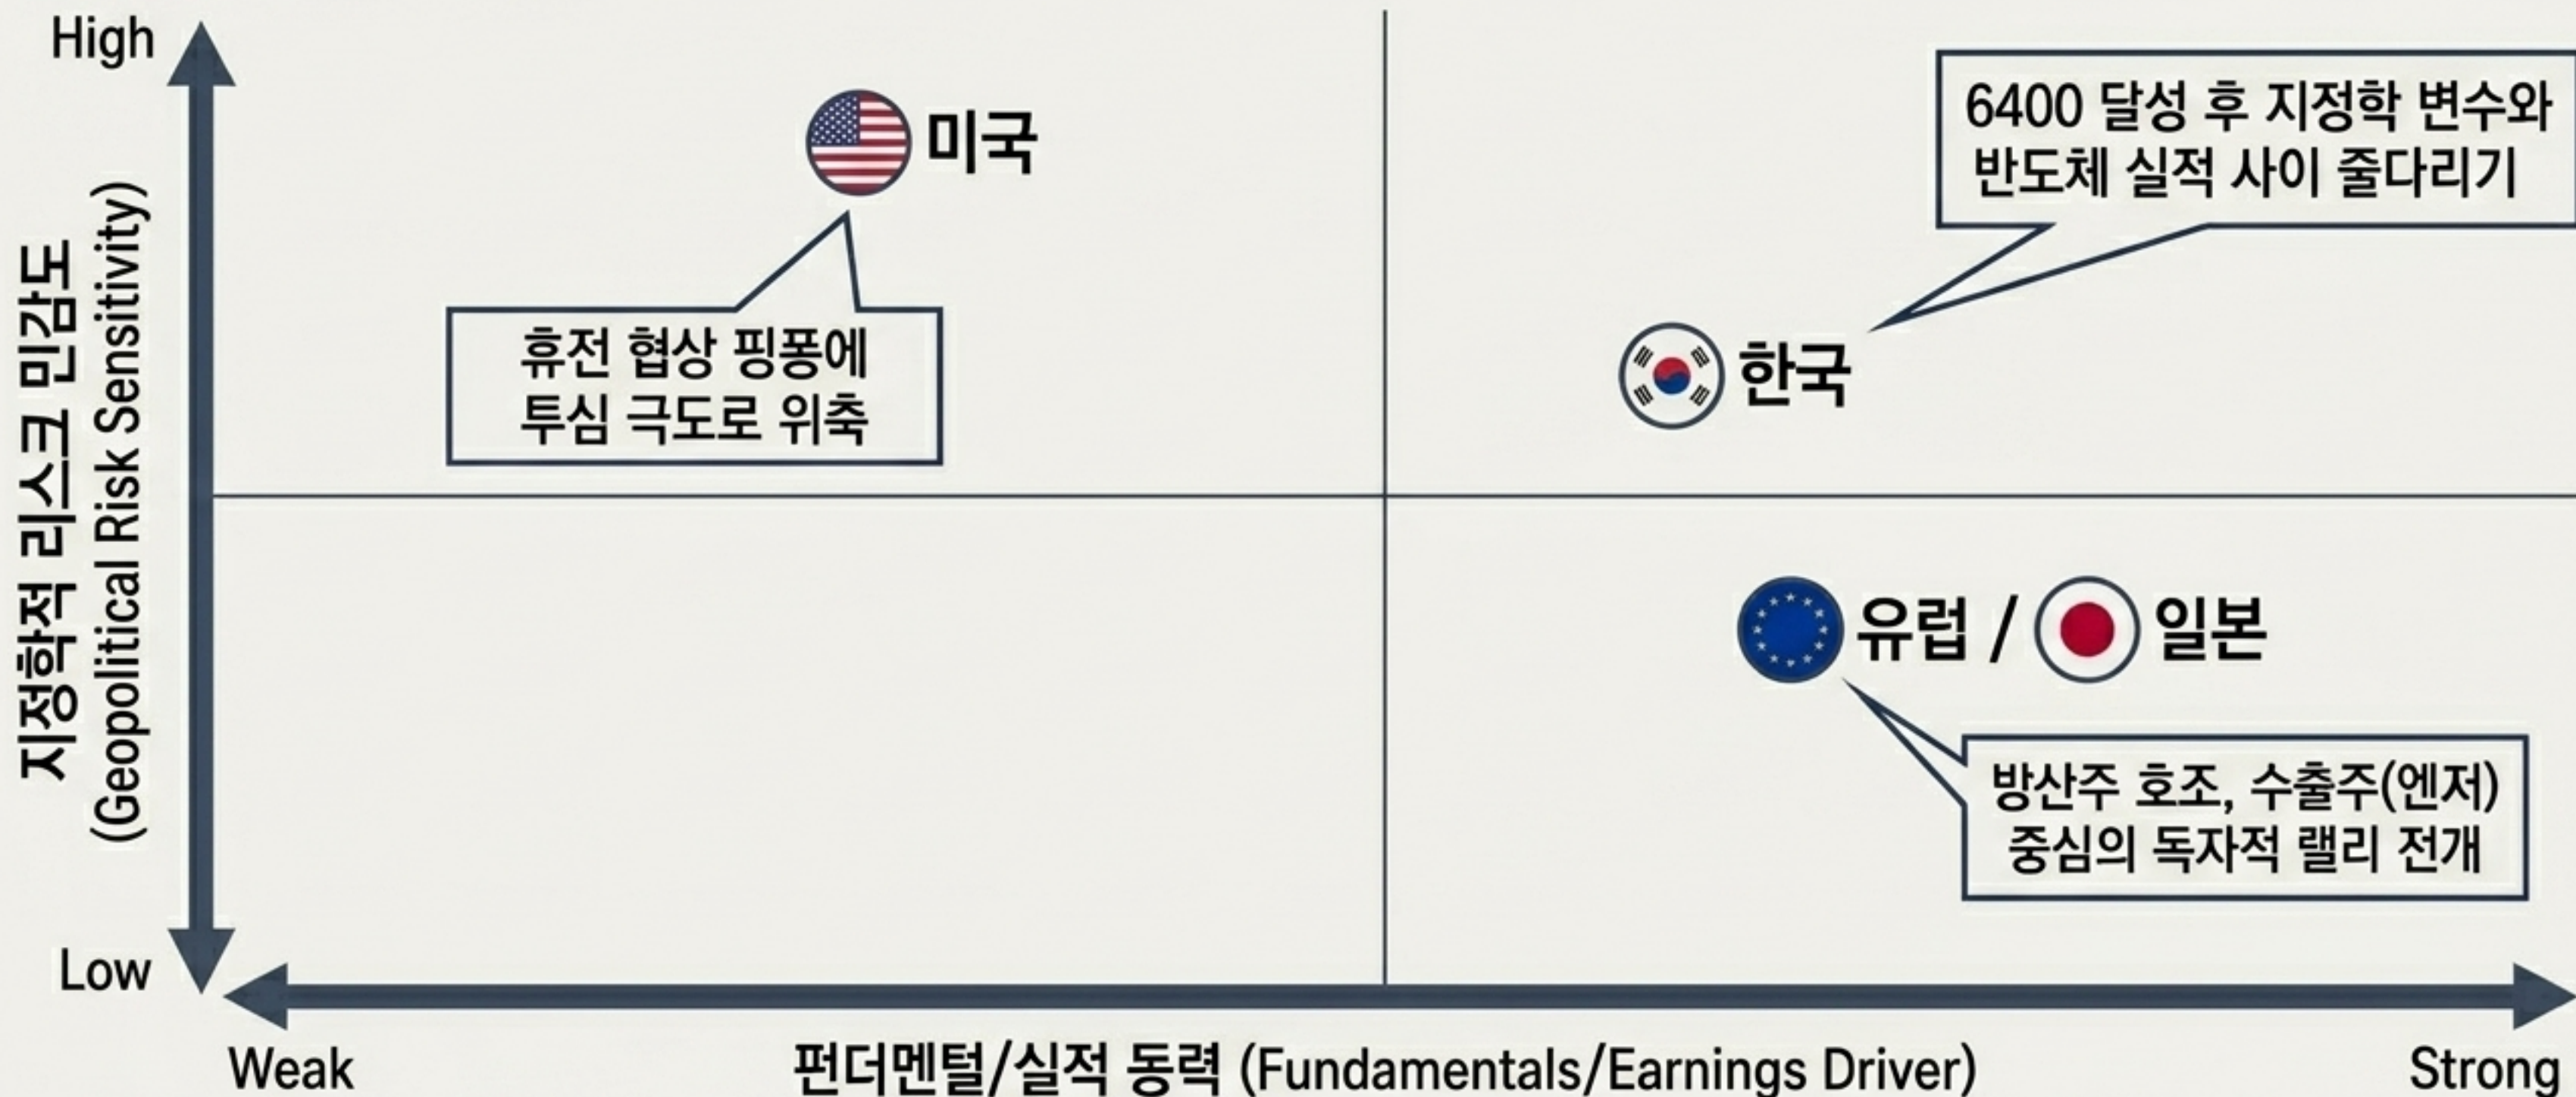 High
미국
6400 달성 후 지정학 변수와
반도체 실적 사이 줄다리기
휴전 협상 핑퐁에
투심 극도로 위축
한국
지정학적 리스크 민감도
(Geopolitical Risk Sensitivity)
유럽 / 일본
방산주 호조, 수출주(엔저)
중심의 독자적 랠리 전개
Low
Weak
펀더멘털/실적 동력 (Fundamentals/Earnings Driver)
Strong